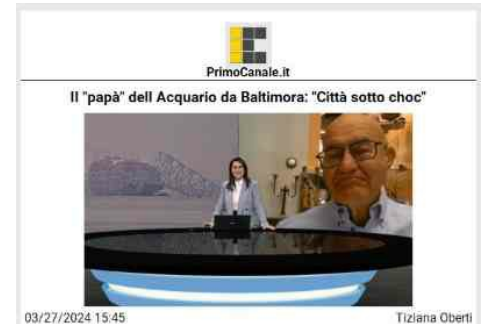 PrimoCanale.it
Il "papà" dell Acquario da Baltimora: "Città sotto choc"
03/27/2024 15:45
Tiziana Oberti